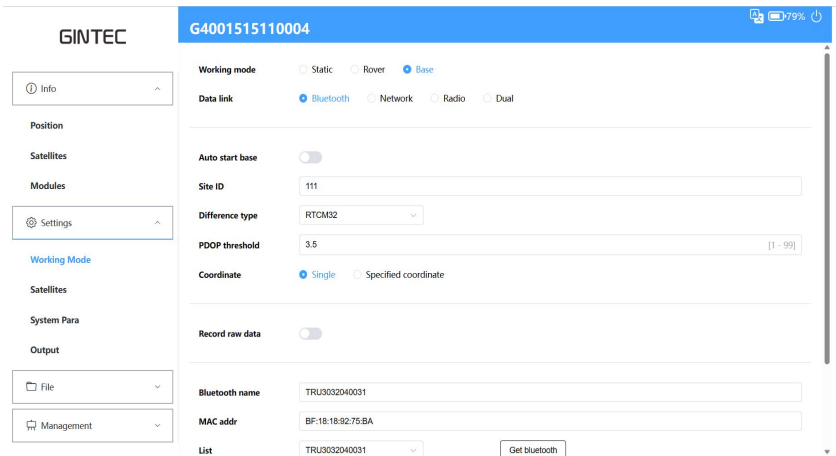 GINTEC
G4001515110004
79%
Info
Position
Satellites
Modules
Settings
Working Mode
Satellites
System Para
Output
File
Management
Working mode Static Rover Base
Data link Bluetooth Network Radio Dual
Auto start base
Site ID 111
Difference type RTCM32
PDOP threshold 3.5 [1 - 99]
Coordinate Single Specified coordinate
Record raw data
Bluetooth name TRU3032040031
MAC addr BF:18:18:92:75:BA
List TRU3032040031 Get bluetooth